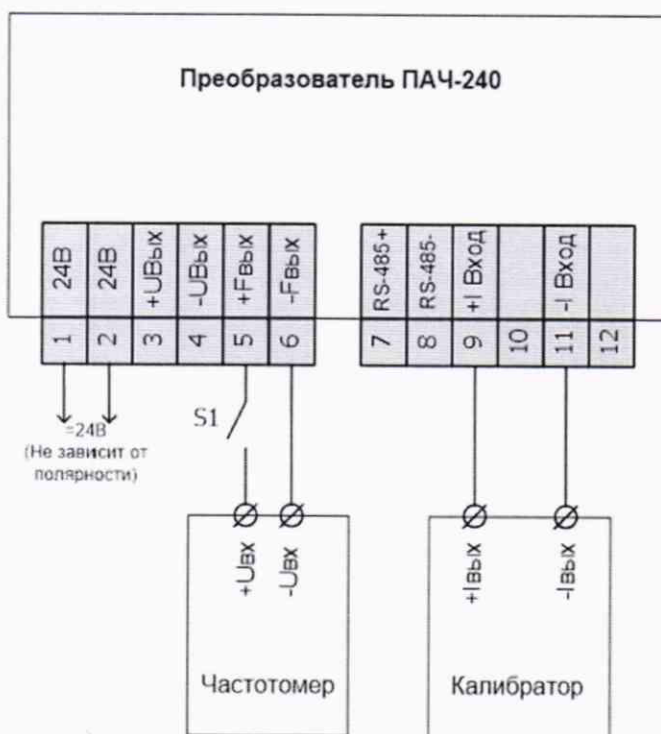 Преобразователь ПАЧ-240
24В
24В
+UВых
-UВых
+Fвых
-Fвых
RS-485+
RS-485-
+I Вход
-I Вход
1
2
3
4
5
6
7
8
9
10
11
12
=24В
(Не зависит от
полярности)
S1
+Uвх
-Uвх
+Iвых
-Iвых
Частотомер
Калибратор